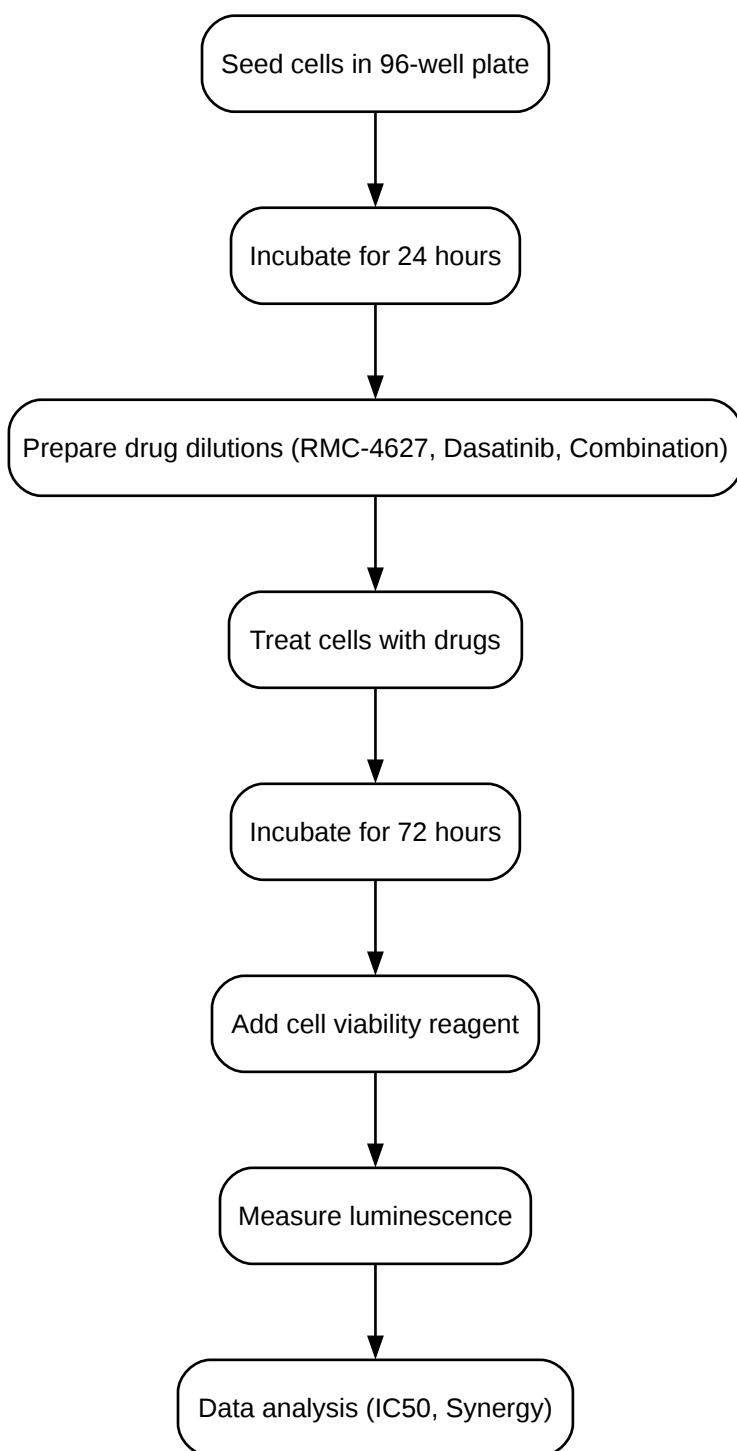 Seed cells in 96-well plate
Incubate for 24 hours
Prepare drug dilutions (RMC-4627, Dasatinib, Combination)
Treat cells with drugs
Incubate for 72 hours
Add cell viability reagent
Measure luminescence
Data analysis (IC50, Synergy)